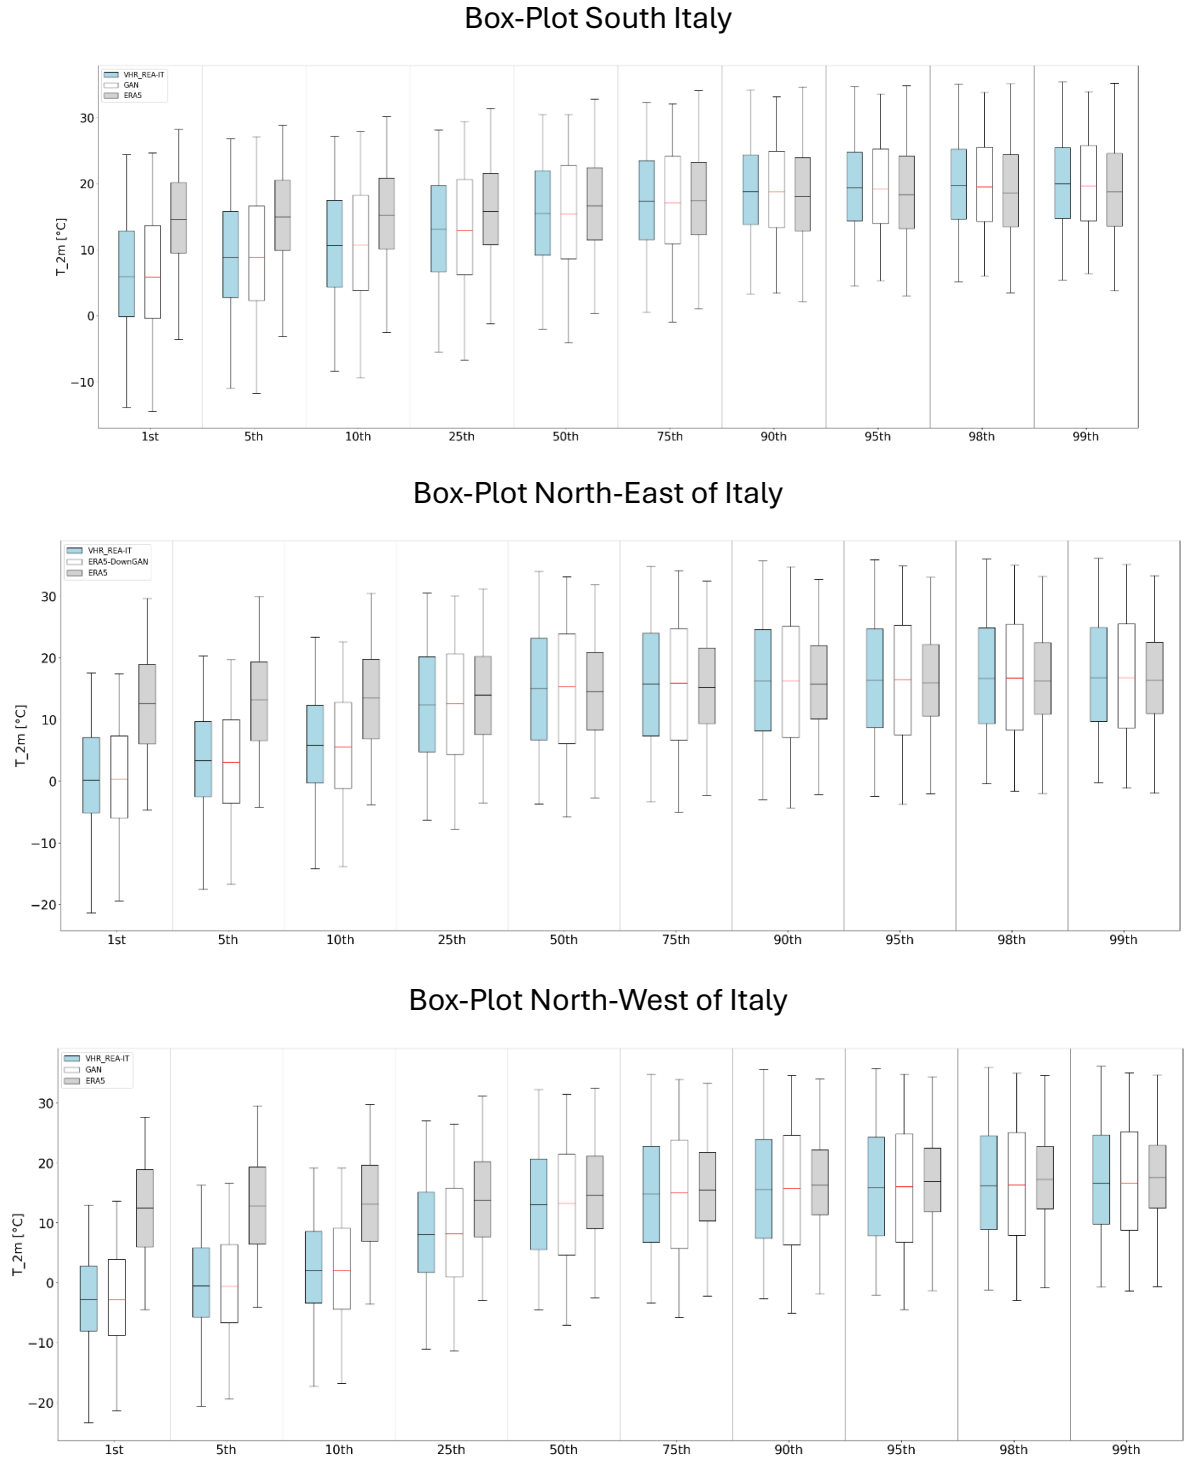 Box-Plot South Italy
VHR_REA-IT
GAN
ERA5
30
20
10
0
−10
T_2m [°C]
1st 5th 10th 25th 50th 75th 90th 95th 98th 99th
Box-Plot North-East of Italy
VHR_REA-IT
ERA5-DownGAN
ERA5
30
20
10
0
−10
−20
T_2m [°C]
1st 5th 10th 25th 50th 75th 90th 95th 98th 99th
Box-Plot North-West of Italy
VHR_REA-IT
GAN
ERA5
30
20
10
0
−10
−20
T_2m [°C]
1st 5th 10th 25th 50th 75th 90th 95th 98th 99th